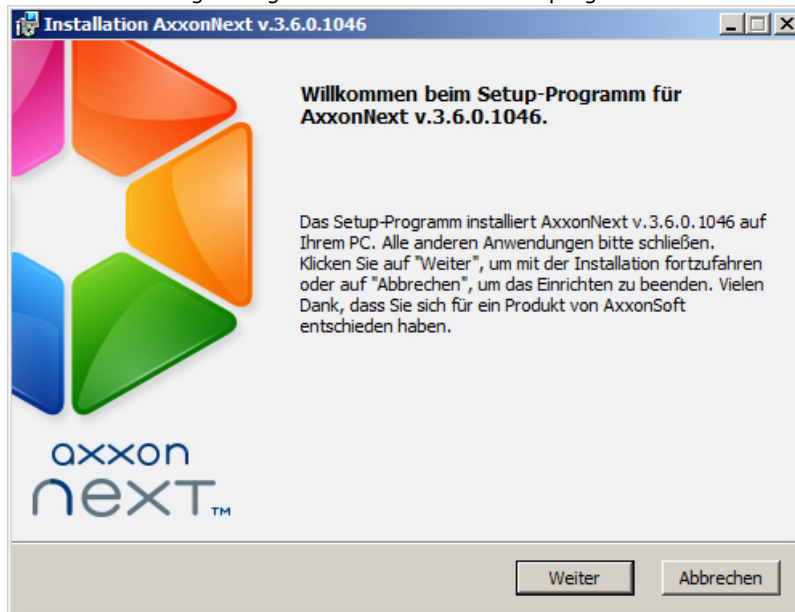 Installation AxxonNext v.3.6.0.1046
Willkommen beim Setup-Programm für
AxxonNext v.3.6.0.1046.
Das Setup-Programm installiert AxxonNext v.3.6.0.1046 auf
Ihrem PC. Alle anderen Anwendungen bitte schließen.
Klicken Sie auf "Weiter", um mit der Installation fortzufahren
oder auf "Abbrechen", um das Einrichten zu beenden. Vielen
Dank, dass Sie sich für ein Produkt von AxxonSoft
entschieden haben.
axxon
next™
Weiter
Abbrechen